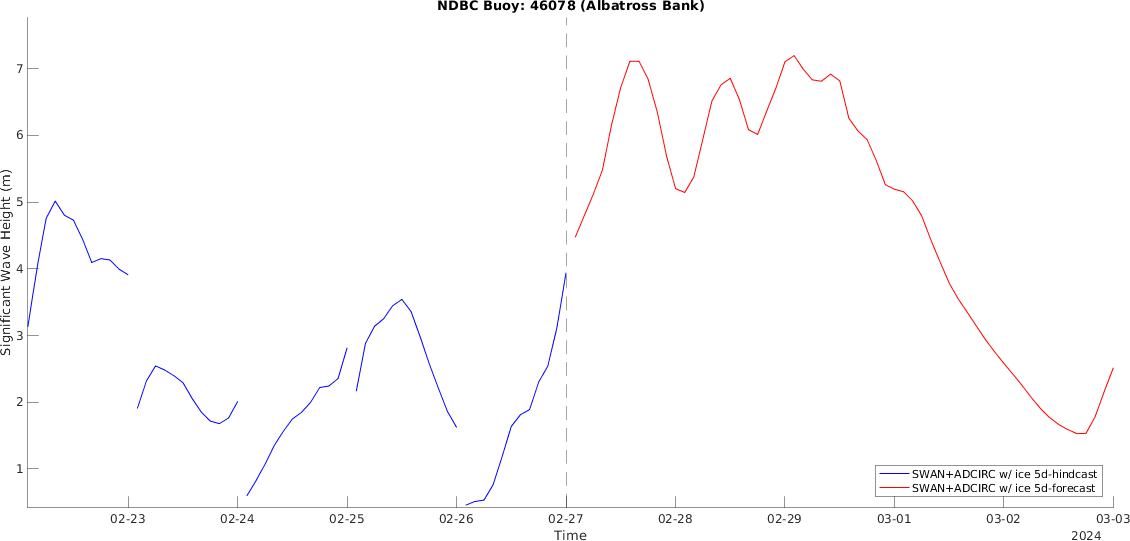 NDBC Buoy: 46078 (Albatross Bank)
Significant Wave Height (m)
7
6
5
4
3
2
1
SWAN+ADCIRC w/ ice 5d-hindcast
SWAN+ADCIRC w/ ice 5d-forecast
02-23 02-24 02-25 02-26 02-27 02-28 02-29 03-01 03-02 03-03
Time
2024